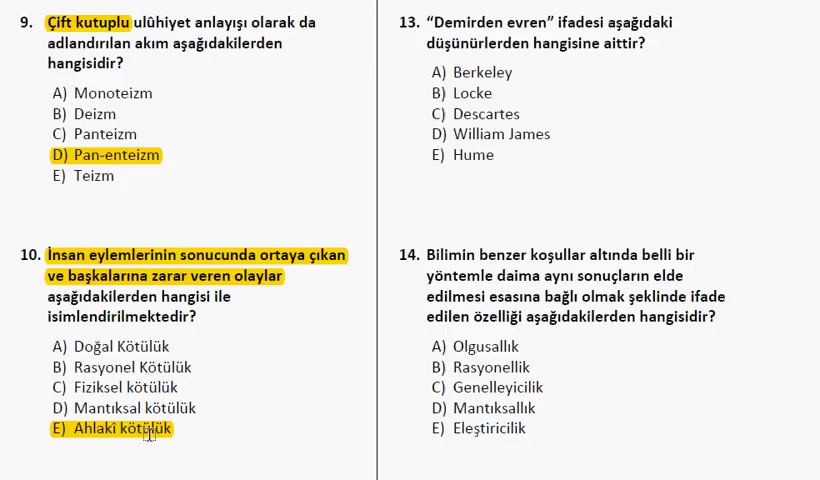 9. Çift kutuplu ulûhiyet anlayışı olarak da
adlandırılan akım aşağıdakilerden
hangisidir?
A) Monoteizm
B) Deizm
C) Panteizm
D) Pan-enteizm
E) Teizm
10. İnsan eylemlerinin sonucunda ortaya çıkan
ve başkalarına zarar veren olaylar
aşağıdakilerden hangisi ile
isimlendirilmektedir?
A) Doğal Kötülük
B) Rasyonel Kötülük
C) Fiziksel kötülük
D) Mantıksal kötülük
E) Ahlakî kötülük
13. “Demirden evren” ifadesi aşağıdaki
düşünürlerden hangisine aittir?
A) Berkeley
B) Locke
C) Descartes
D) William James
E) Hume
14. Bilimin benzer koşullar altında belli bir
yöntemle daima aynı sonuçların elde
edilmesi esasına bağlı olmak şeklinde ifade
edilen özelliği aşağıdakilerden hangisidir?
A) Olgusallık
B) Rasyonellik
C) Genelleyicilik
D) Mantıksallık
E) Eleştiricilik